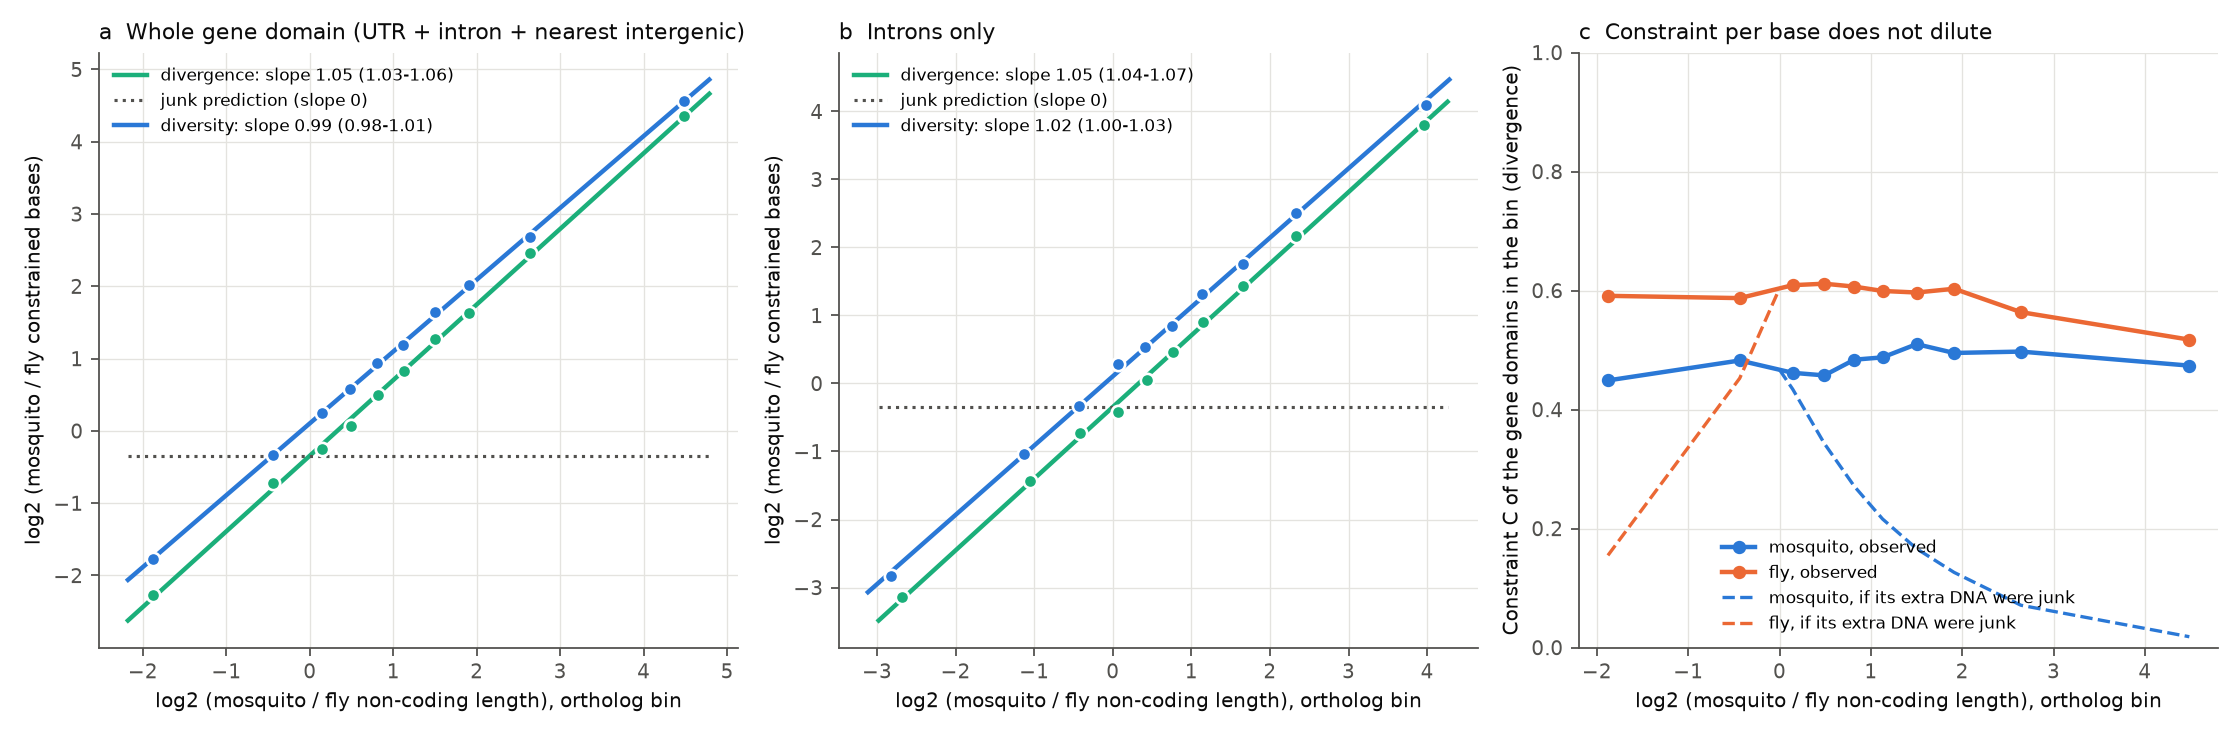 a Whole gene domain (UTR + intron + nearest intergenic)
divergence: slope 1.05 (1.03-1.06)
junk prediction (slope 0)
diversity: slope 0.99 (0.98-1.01)
log2 (mosquito / fly constrained bases)
5
4
3
2
1
0
−1
−2
−2 −1 0 1 2 3 4 5
log2 (mosquito / fly non-coding length), ortholog bin
b Introns only
divergence: slope 1.05 (1.04-1.07)
junk prediction (slope 0)
diversity: slope 1.02 (1.00-1.03)
log2 (mosquito / fly constrained bases)
4
3
2
1
0
−1
−2
−3
−3 −2 −1 0 1 2 3 4
log2 (mosquito / fly non-coding length), ortholog bin
c Constraint per base does not dilute
Constraint C of the gene domains in the bin (divergence)
1.0
0.8
0.6
0.4
0.2
0.0
mosquito, observed
fly, observed
mosquito, if its extra DNA were junk
fly, if its extra DNA were junk
−2 −1 0 1 2 3 4
log2 (mosquito / fly non-coding length), ortholog bin